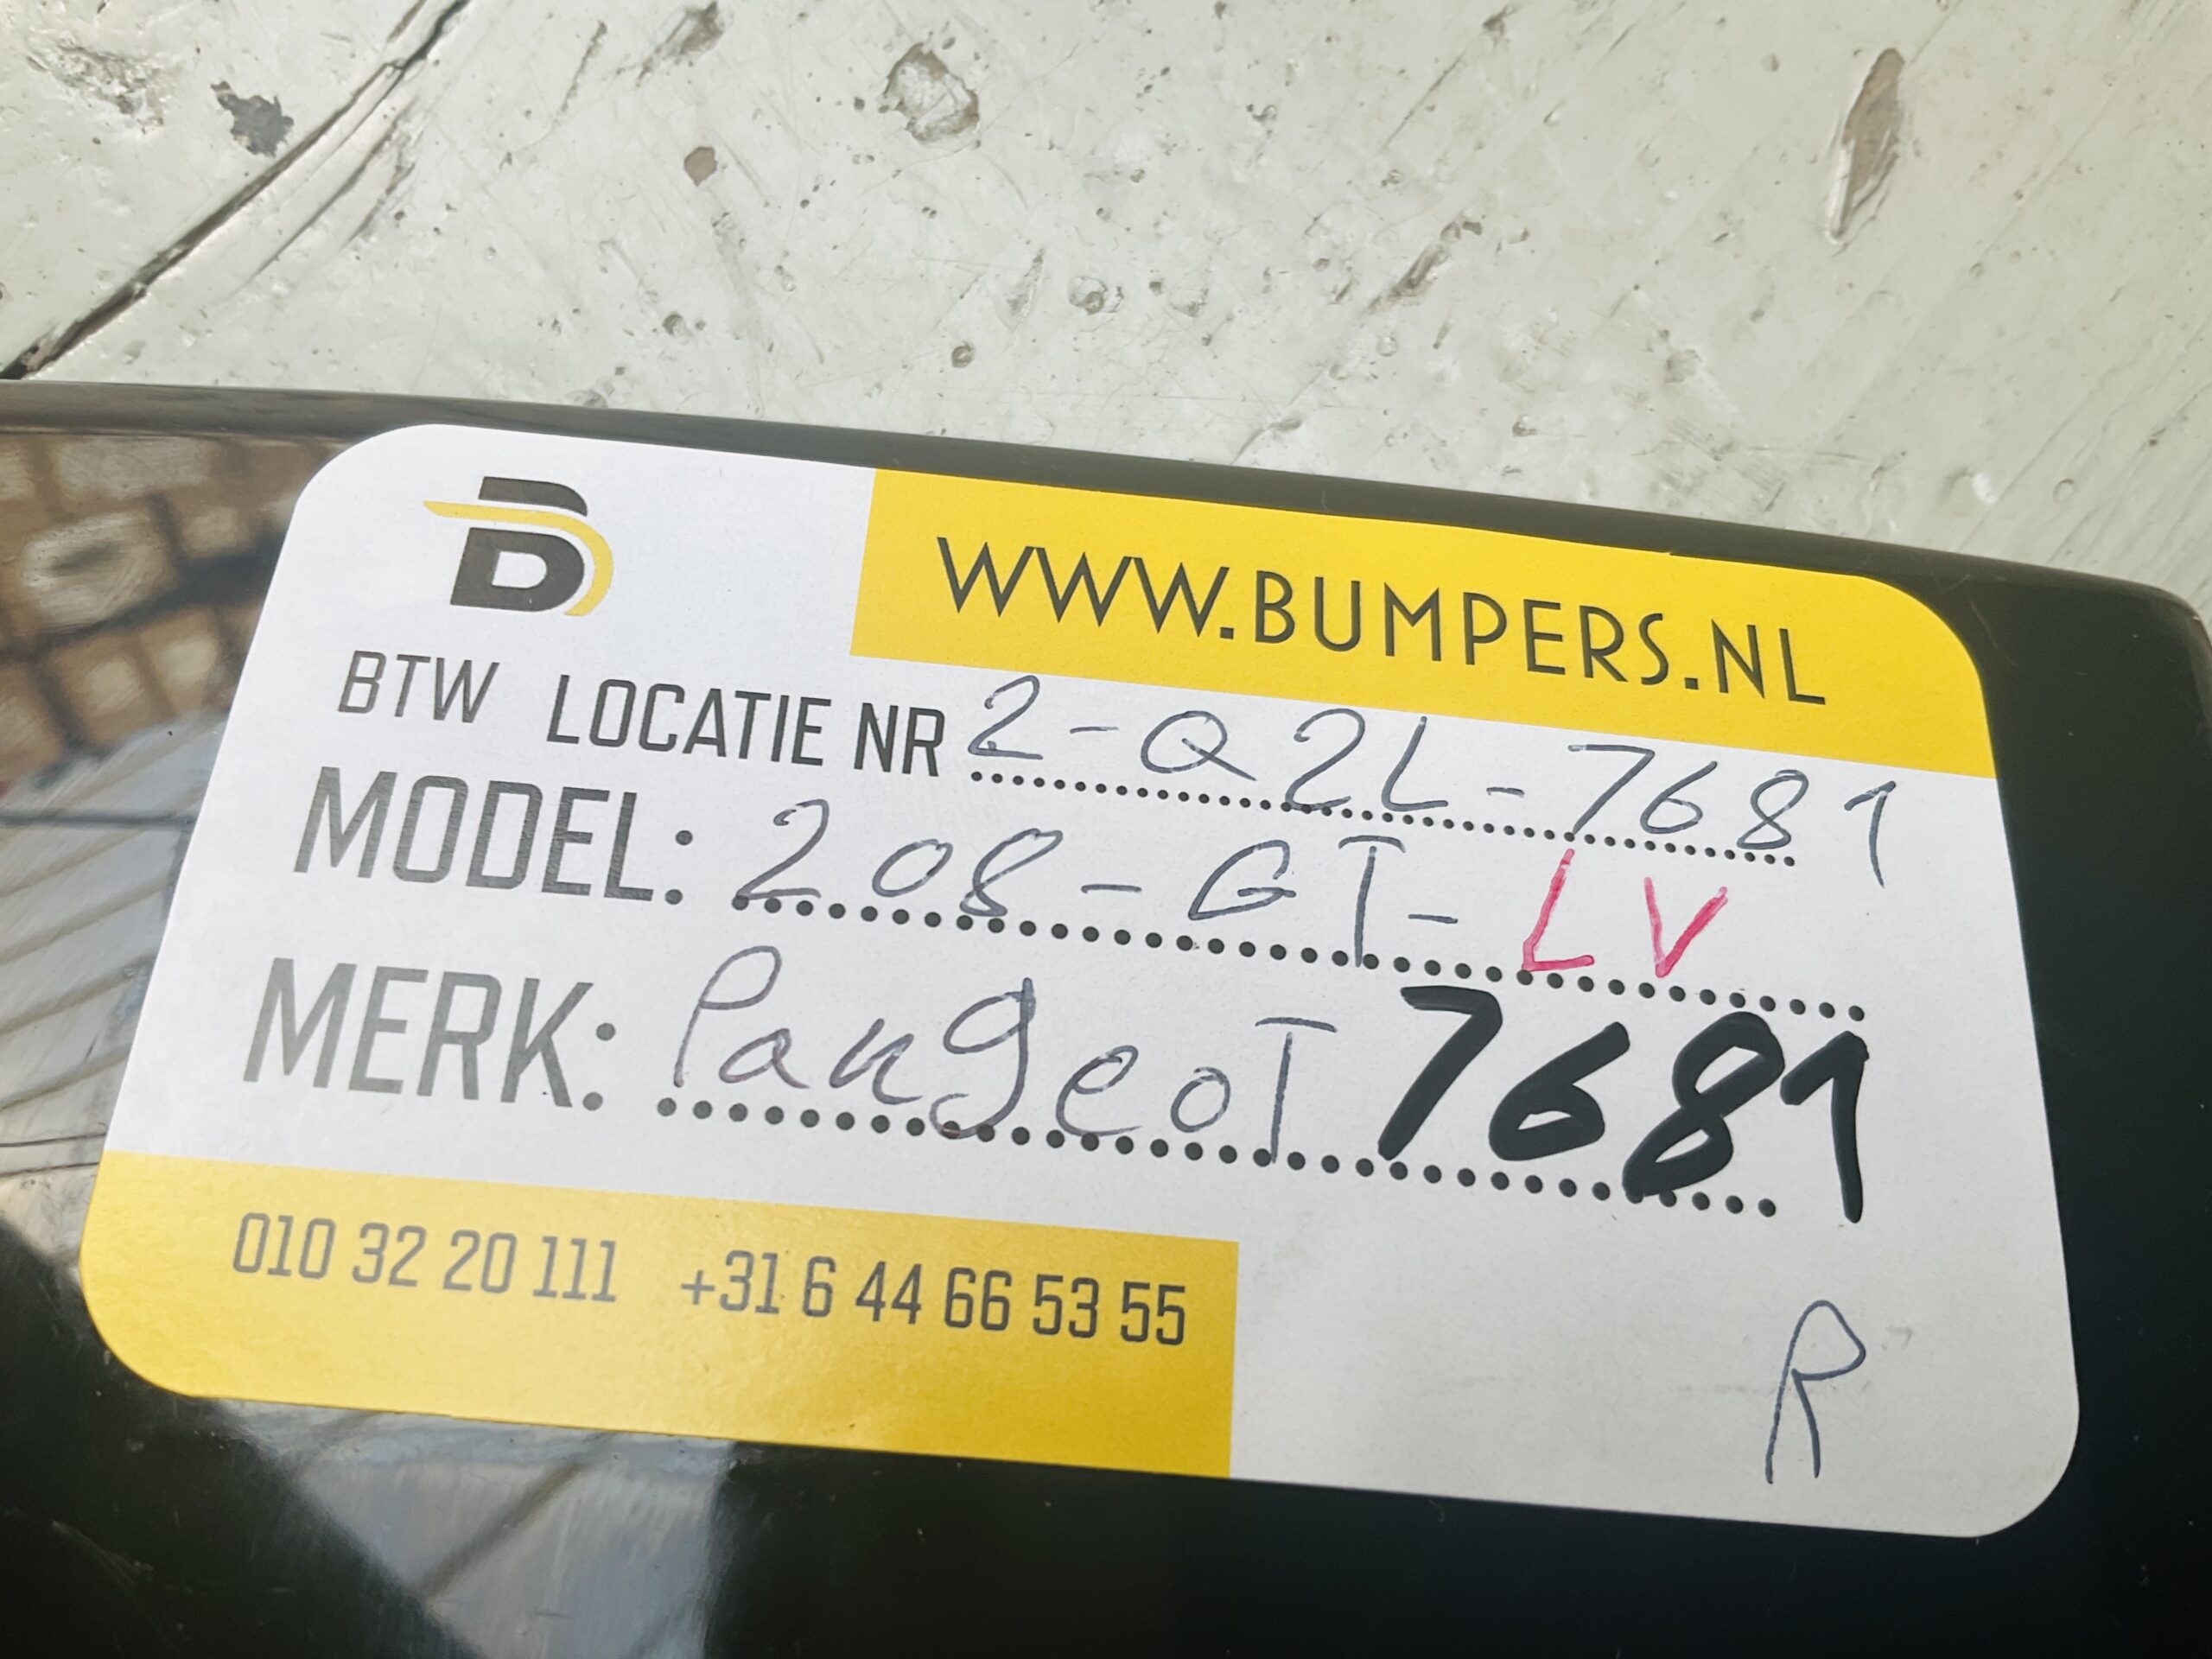 B
WWW.BUMPERS.NL
BTW LOCATIE NR 2-Q2L-7681
MODEL: 208-GT-LV
MERK: Paugeot 7681
010 32 20 111 +31 6 44 66 53 55
R